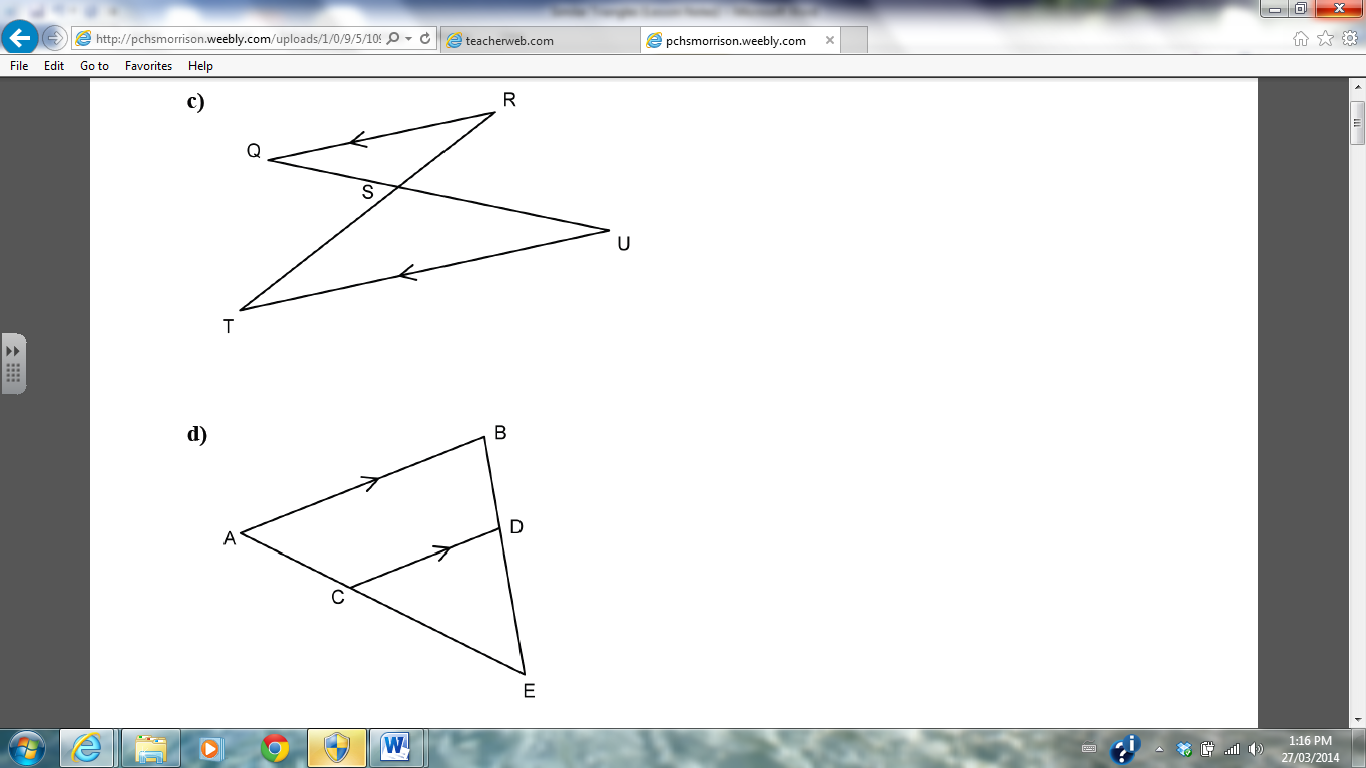 http://pchsmorrison.weebly.com/uploads/1/0/9/5/109
teacherweb.com
pchsmorrison.weebly.com
File Edit Go to Favorites Help
c)
R
Q
S
U
T
d)
B
A
D
C
E
1:16 PM
27/03/2014